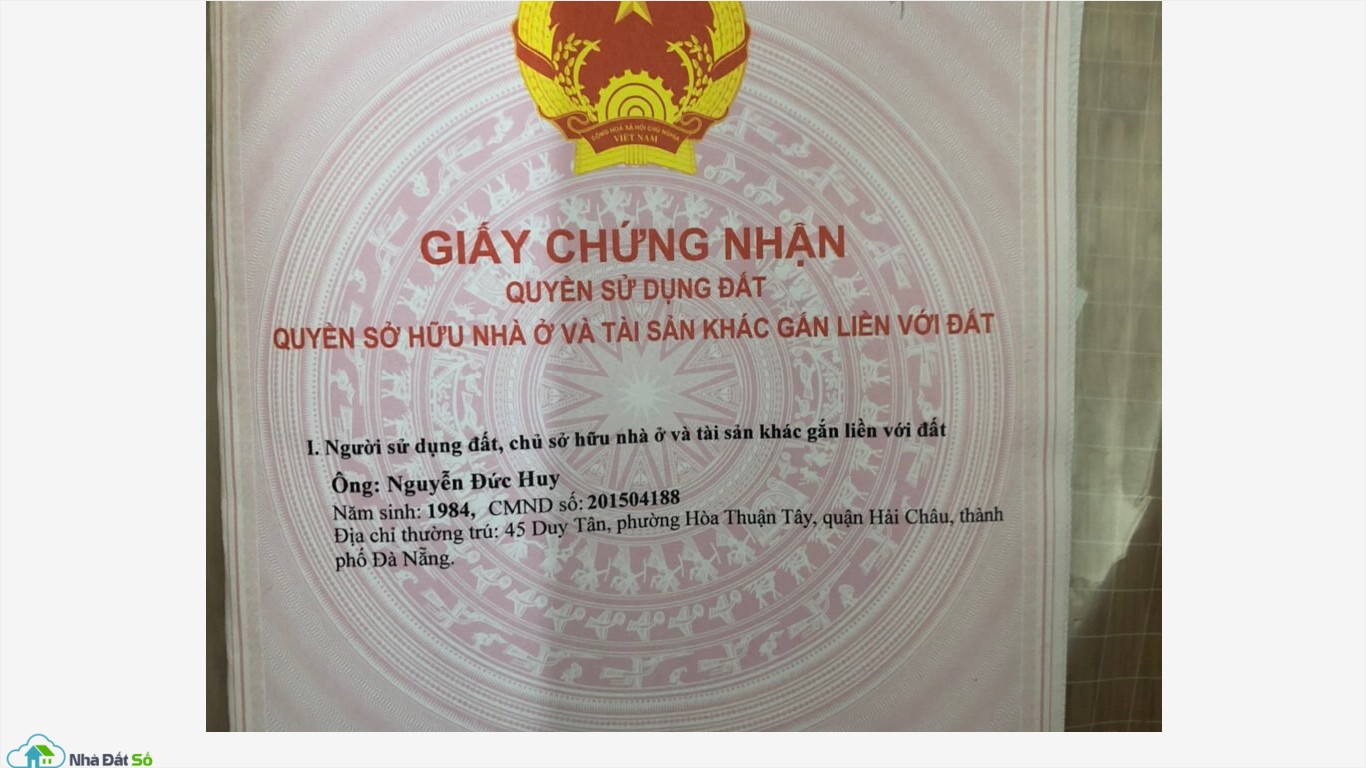 CỘNG HOÀ XÃ HỘI CHỦ NGHĨA
VIỆT NAM
GIẤY CHỨNG NHẬN
QUYỀN SỬ DỤNG ĐẤT
QUYỀN SỞ HỮU NHÀ Ở VÀ TÀI SẢN KHÁC GẮN LIỀN VỚI ĐẤT
I. Người sử dụng đất, chủ sở hữu nhà ở và tài sản khác gắn liền với đất
Ông: Nguyễn Đức Huy
Năm sinh: 1984, CMND số: 201504188
Địa chỉ thường trú: 45 Duy Tân, phường Hòa Thuận Tây, quận Hải Châu, thành
phố Đà Nẵng.
Nhà Đất Số